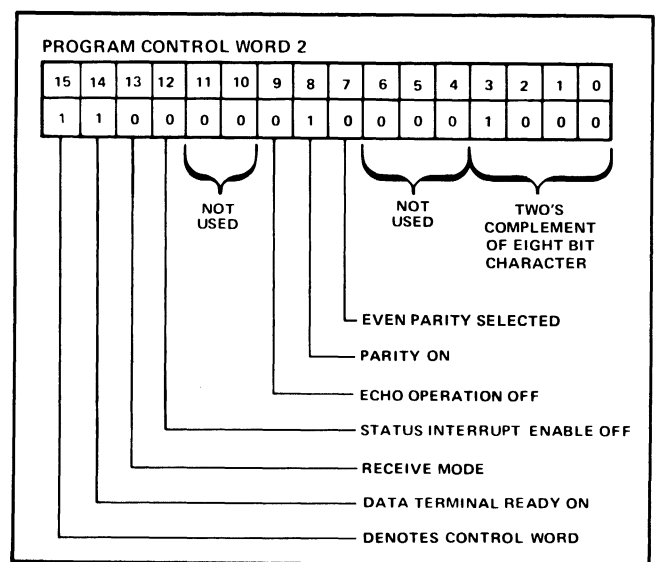 PROGRAM CONTROL WORD 2
15 14 13 12 11 10 9 8 7 6 5 4 3 2 1 0
1 1 0 0 0 0 0 1 0 0 0 0 1 0 0 0
NOT
USED
NOT
USED
TWO'S
COMPLEMENT
OF EIGHT BIT
CHARACTER
EVEN PARITY SELECTED
PARITY ON
ECHO OPERATION OFF
STATUS INTERRUPT ENABLE OFF
RECEIVE MODE
DATA TERMINAL READY ON
DENOTES CONTROL WORD